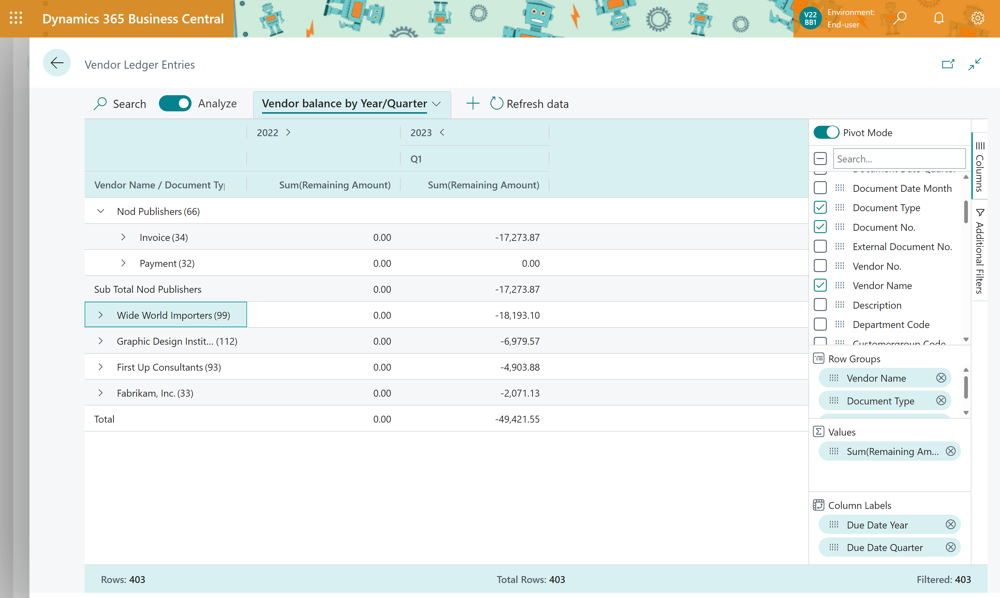 Dynamics 365 Business Central
V22
BB1
Environment:
End-user
Vendor Ledger Entries
Search
Analyze
Vendor balance by Year/Quarter
Refresh data
2022
2023
Q1
Vendor Name / Document Ty
Sum(Remaining Amount)
Sum(Remaining Amount)
Nod Publishers (66)
Invoice (34) 0.00 -17,273.87
Payment (32) 0.00 0.00
Sub Total Nod Publishers 0.00 -17,273.87
Wide World Importers (99) 0.00 -18,193.10
Graphic Design Instit... (112) 0.00 -6,979.57
First Up Consultants (93) 0.00 -4,903.88
Fabrikam, Inc. (33) 0.00 -2,071.13
Total 0.00 -49,421.55
Pivot Mode
Search...
Document Date Quarter
Document Date Month
Document Type
Document No.
External Document No.
Vendor No.
Vendor Name
Description
Department Code
Customergroup Code
Row Groups
Vendor Name
Document Type
Values
Sum(Remaining Am...
Column Labels
Due Date Year
Due Date Quarter
Columns
Additional Filters
Rows: 403
Total Rows: 403
Filtered: 403